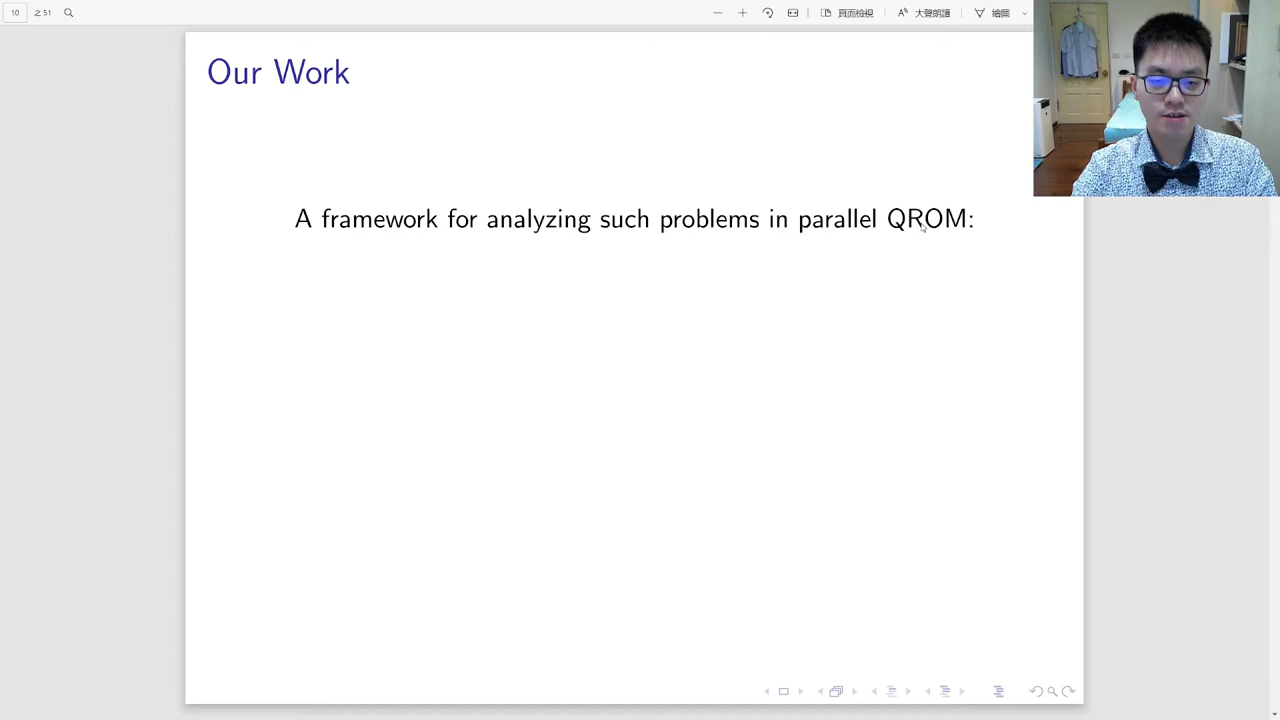 10 之 51 頁面檢視 大聲朗讀 繪圖
Our Work
A framework for analyzing such problems in parallel QROM: